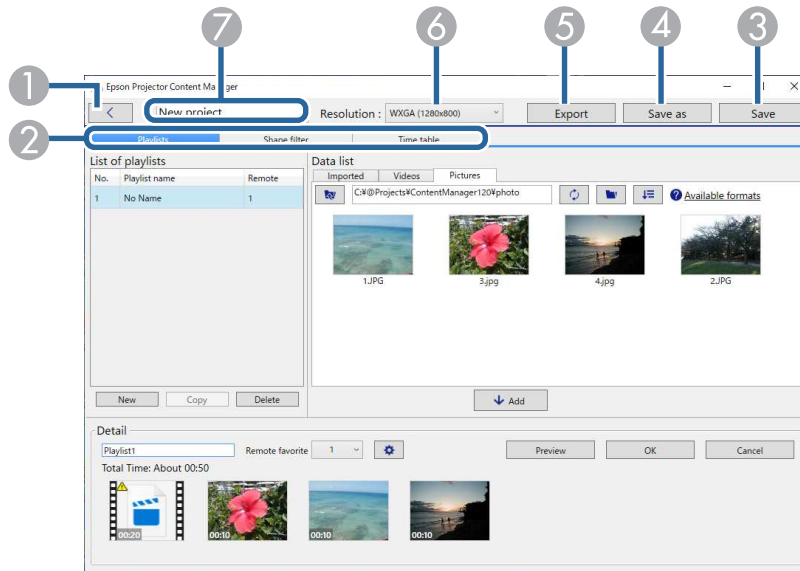 7 6 5 4 3
1 Epson Projector Content Manager
New project Resolution : WXGA (1280x800) Export Save as Save
2 Playlists Shape filter Time table
List of playlists
No. Playlist name Remote
1 No Name 1
New Copy Delete
Data list
Imported Videos Pictures
C:¥@Projects¥ContentManager120¥photo ? Available formats
1.JPG 3.jpg 4.jpg 2.JPG
Add
Detail
Playlist1 Remote favorite 1 Preview OK Cancel
Total Time: About 00:50
00:20 00:10 00:10 00:10